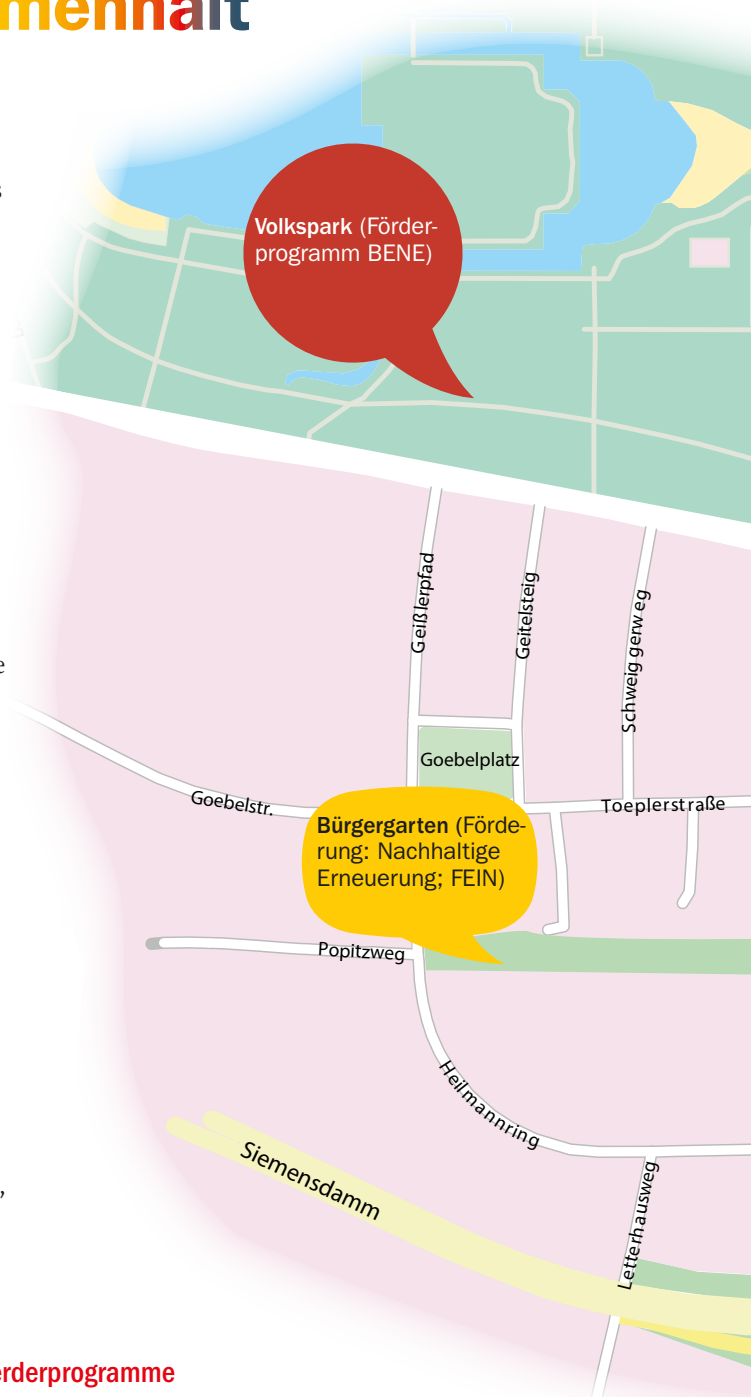 menhalt
s
Volkspark (Förder-
programm BENE)
Geißlerpfad
Geitelsteig
Schweiggerweg
e
Goebelplatz
Goebelstr.
Toeplerstraße
Bürgergarten (Förde-
rung: Nachhaltige
Erneuerung; FEIN)
Popitzweg
Heilmannring
Siemensdamm
Letterhausweg
,
erderprogramme